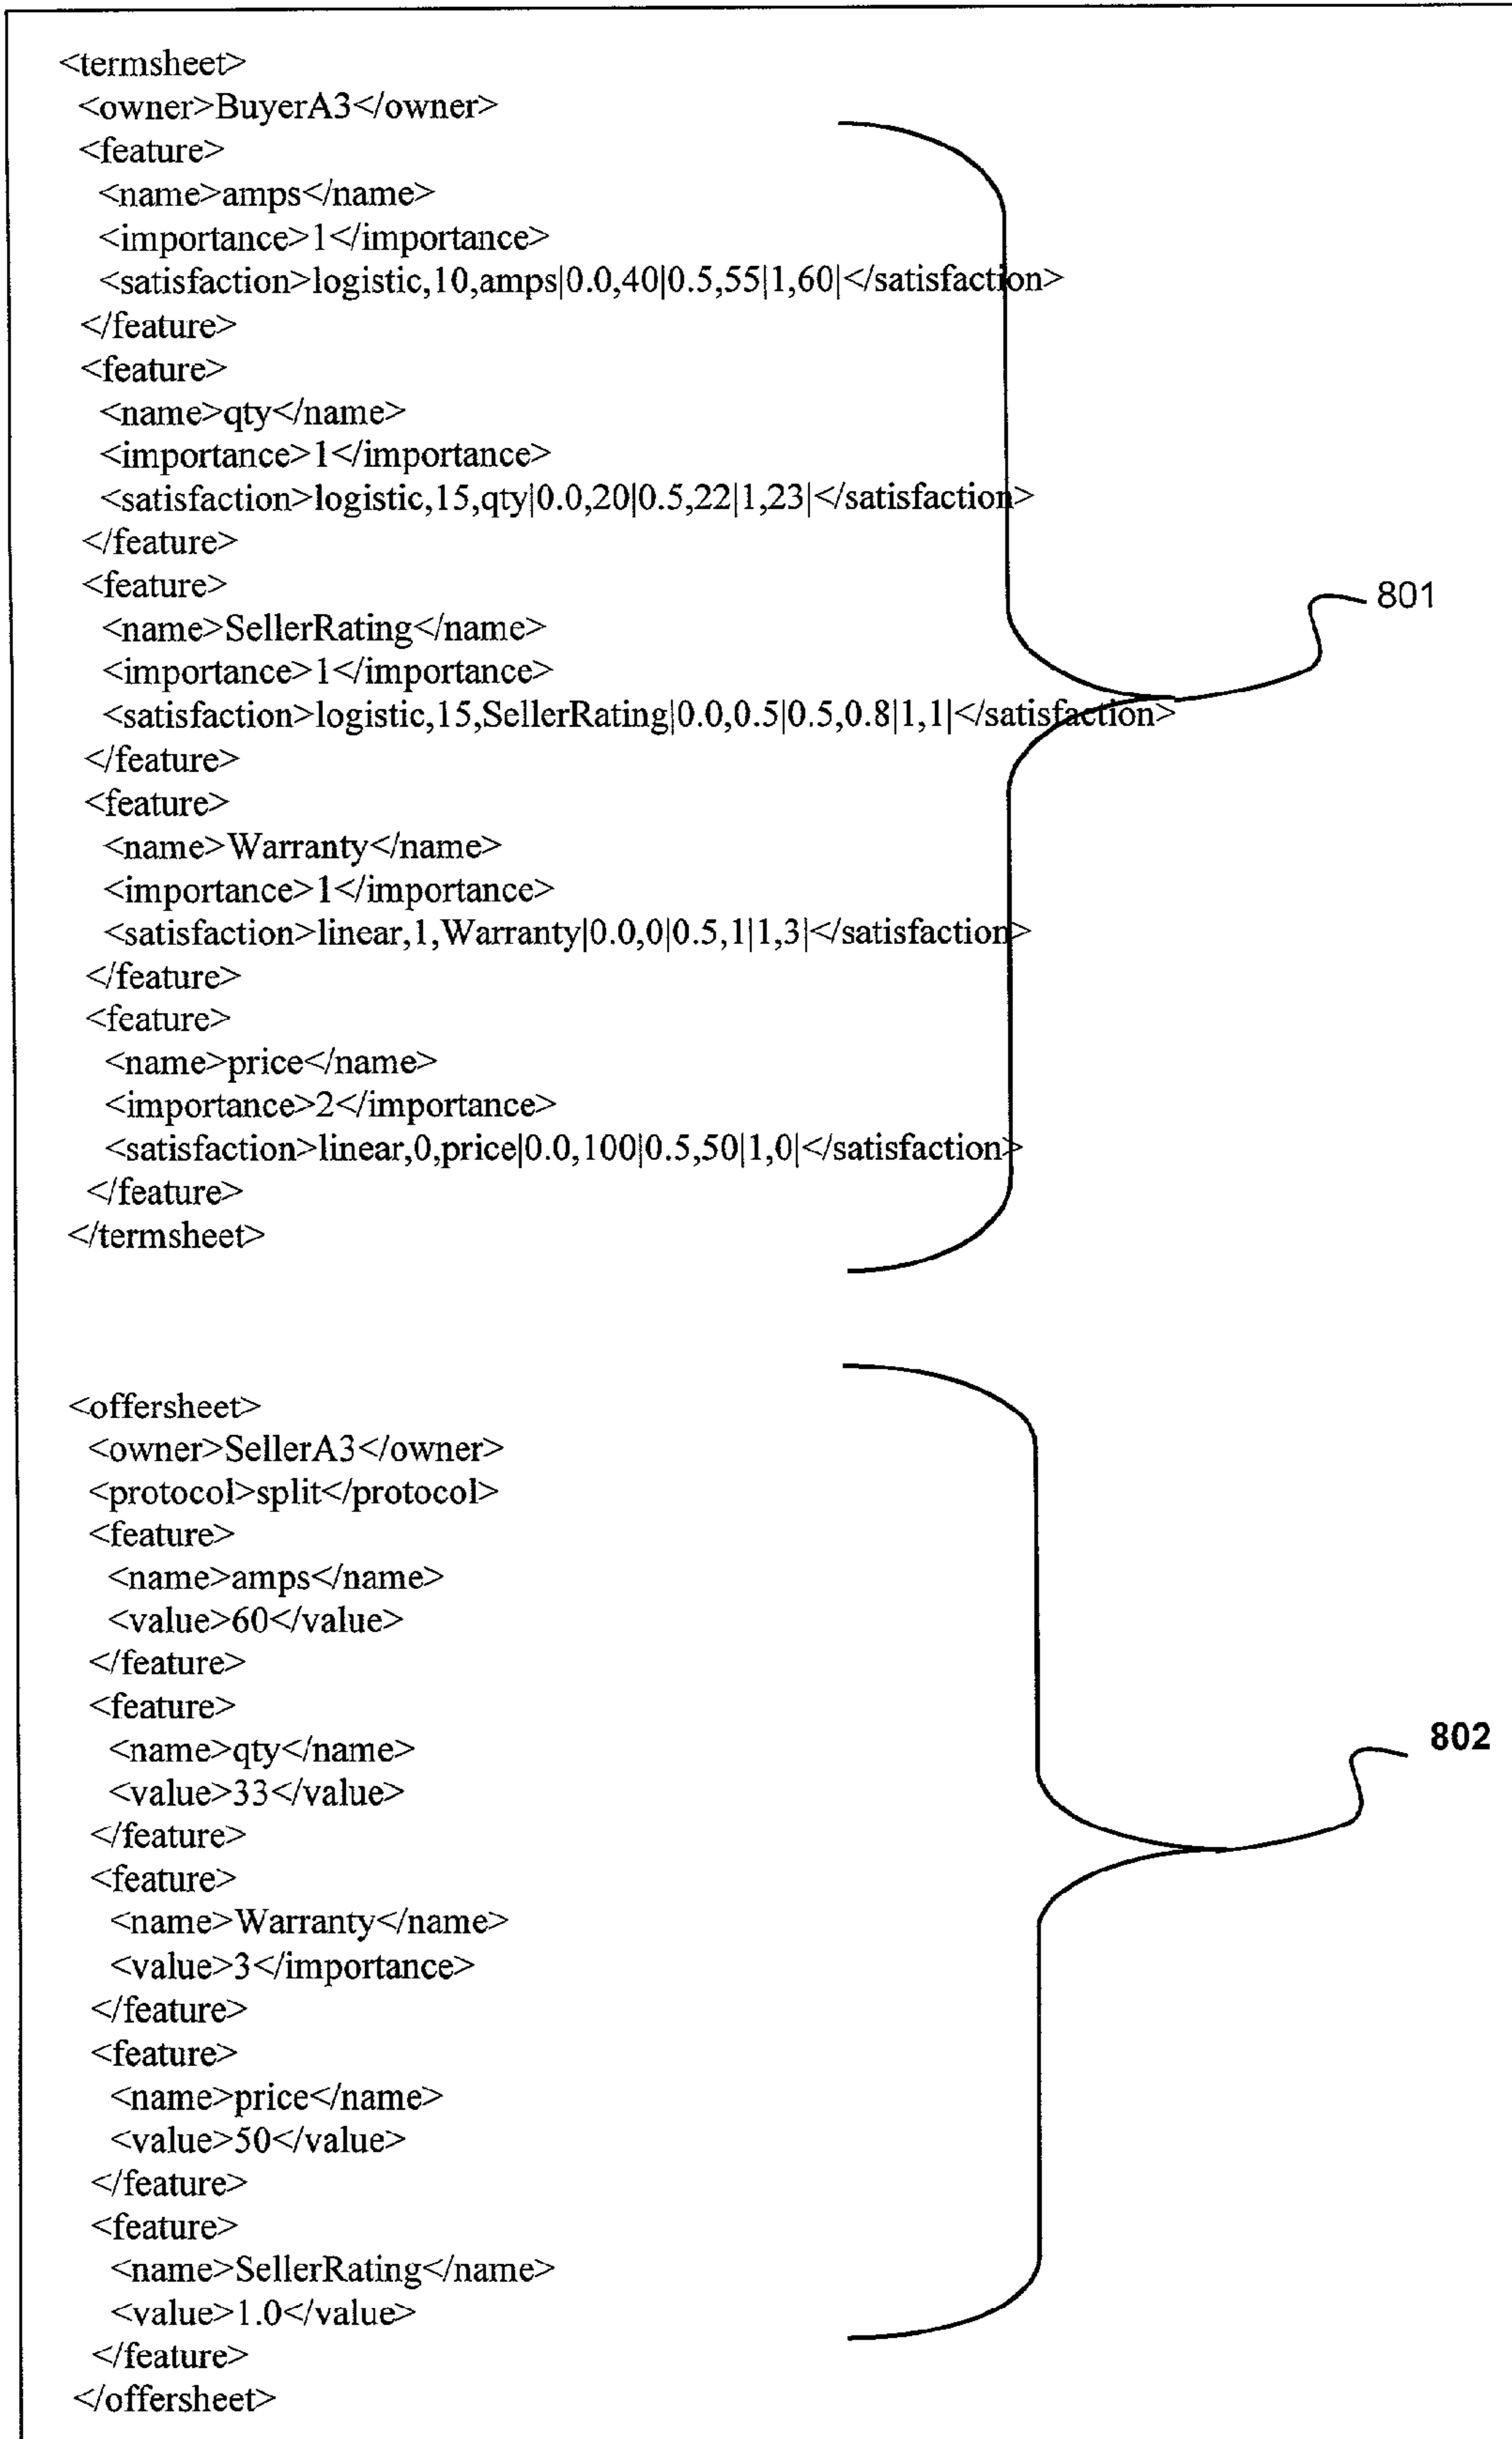 <termsheet>
<owner>BuyerA3</owner>
<feature>
<name>amps</name>
<importance>1</importance>
<satisfaction>logistic,10,amps|0.0,40|0.5,55|1,60|</satisfaction>
</feature>
<feature>
<name>qty</name>
<importance>1</importance>
<satisfaction>logistic,15,qty|0.0,20|0.5,22|1,23|</satisfaction>
</feature>
<feature>
801
<name>SellerRating</name>
<importance>1</importance>
<satisfaction>logistic,15,SellerRating|0.0,0.5|0.5,0.8|1,1|</satisfaction>
</feature>
<feature>
<name>Warranty</name>
<importance>1</importance>
<satisfaction>linear,1,Warranty|0.0,0|0.5,1|1,3|</satisfaction>
</feature>
<feature>
<name>price</name>
<importance>2</importance>
<satisfaction>linear,0,price|0.0,100|0.5,50|1,0|</satisfaction>
</feature>
</termsheet>
<offersheet>
<owner>SellerA3</owner>
<protocol>split</protocol>
<feature>
<name>amps</name>
<value>60</value>
</feature>
<feature>
802
<name>qty</name>
<value>33</value>
</feature>
<feature>
<name>Warranty</name>
<value>3</importance>
</feature>
<feature>
<name>price</name>
<value>50</value>
</feature>
<feature>
<name>SellerRating</name>
<value>1.0</value>
</feature>
</offersheet>